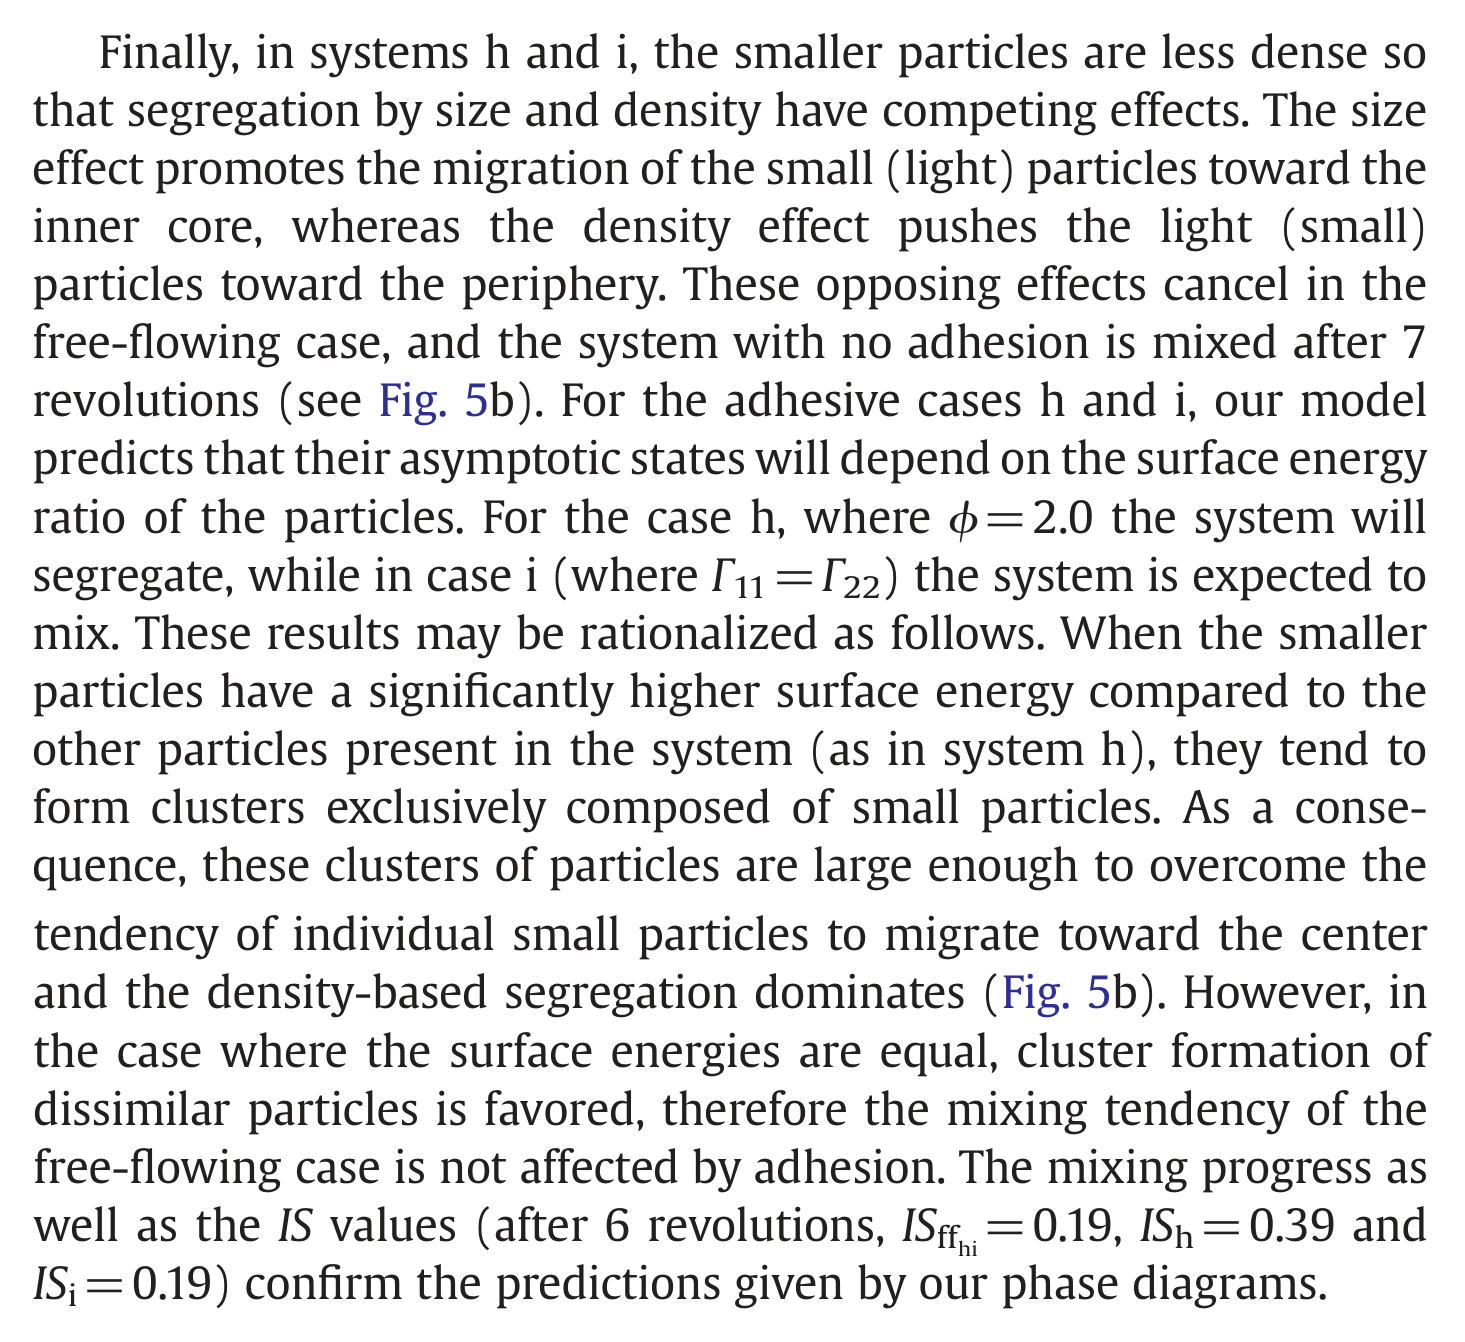 Finally, in systems h and i, the smaller particles are less dense so
that segregation by size and density have competing effects. The size
effect promotes the migration of the small (light) particles toward the
inner core, whereas the density effect pushes the light (small)
particles toward the periphery. These opposing effects cancel in the
free-flowing case, and the system with no adhesion is mixed after 7
revolutions (see Fig. 5b). For the adhesive cases h and i, our model
predicts that their asymptotic states will depend on the surface energy
ratio of the particles. For the case h, where ϕ = 2.0 the system will
segregate, while in case i (where Γ₁₁ = Γ₂₂) the system is expected to
mix. These results may be rationalized as follows. When the smaller
particles have a significantly higher surface energy compared to the
other particles present in the system (as in system h), they tend to
form clusters exclusively composed of small particles. As a conse-
quence, these clusters of particles are large enough to overcome the
tendency of individual small particles to migrate toward the center
and the density-based segregation dominates (Fig. 5b). However, in
the case where the surface energies are equal, cluster formation of
dissimilar particles is favored, therefore the mixing tendency of the
free-flowing case is not affected by adhesion. The mixing progress as
well as the IS values (after 6 revolutions, IS_ff_hi = 0.19, IS_h = 0.39 and
IS_i = 0.19) confirm the predictions given by our phase diagrams.